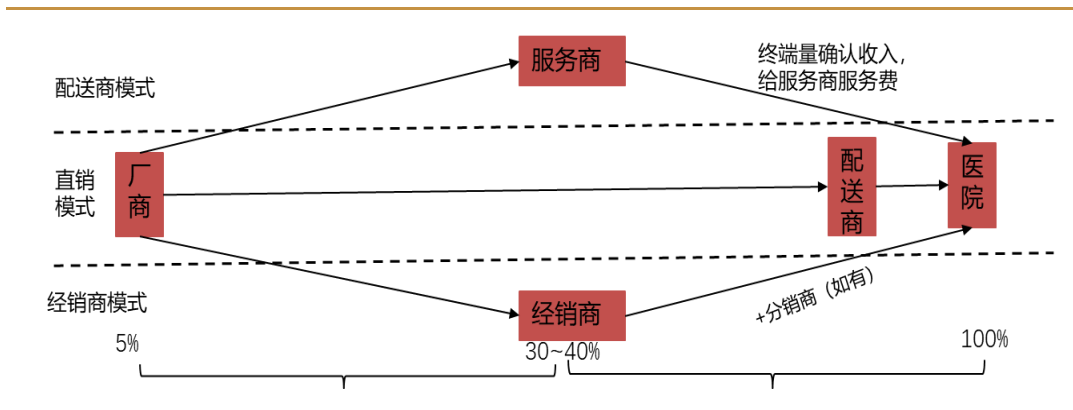 服务商
终端量确认收入，
给服务商服务费
配送商模式
直销
模式
厂
商
配
送
商
医
院
经销商模式
经销商
+分销商（如有）
5%
30~40%
100%